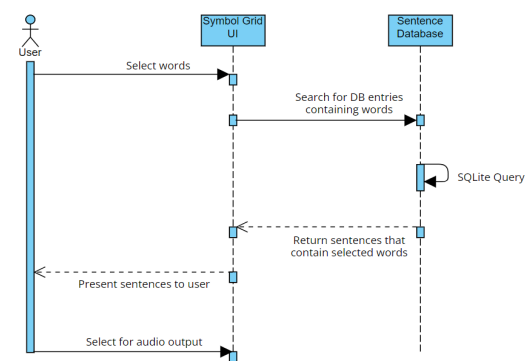 Symbol Grid
UI
Sentence
Database
User
Select words
Search for DB entries
containing words
SQLite Query
Return sentences that
contain selected words
Present sentences to user
Select for audio output